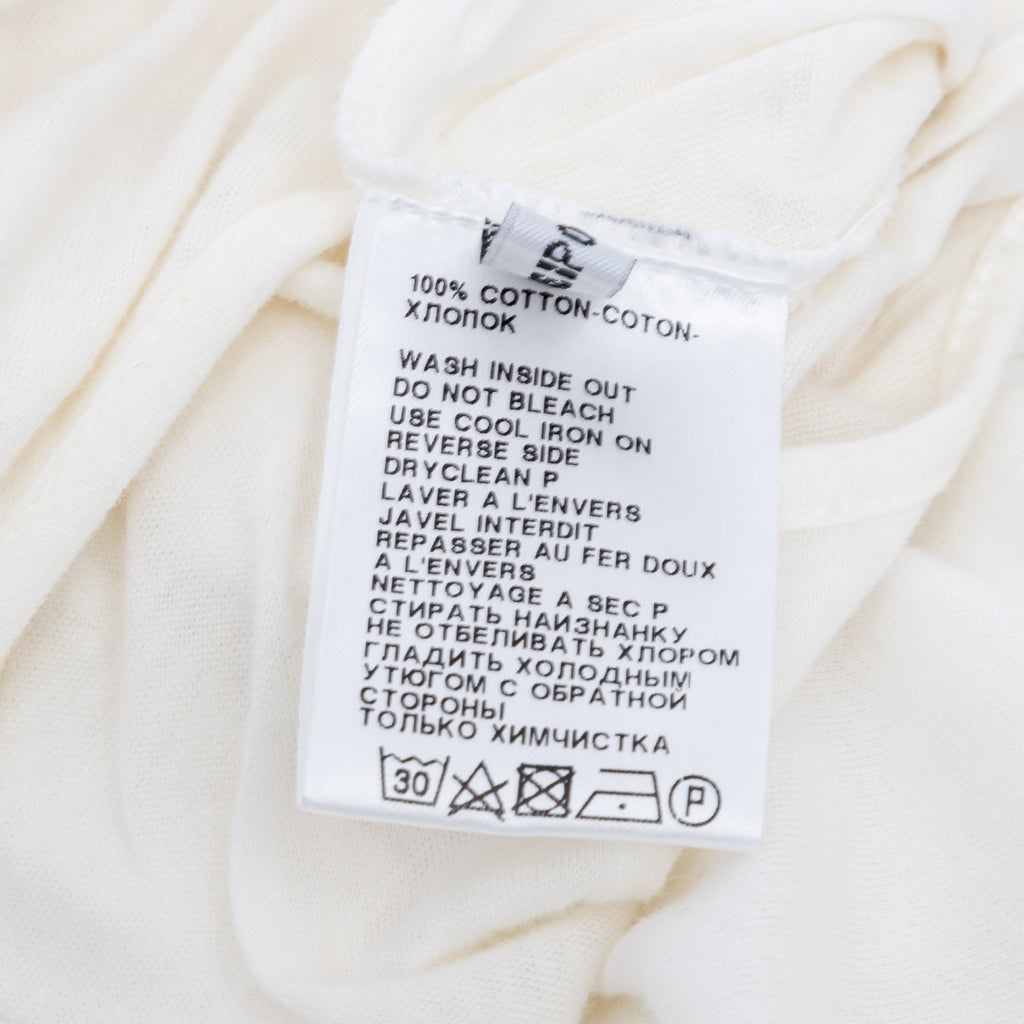 100% COTTON-COTON-
ХЛОПОК
WASH INSIDE OUT
DO NOT BLEACH
USE COOL IRON ON
REVERSE SIDE
DRYCLEAN P
LAVER A L'ENVERS
JAVEL INTERDIT
REPASSER AU FER DOUX
A L'ENVERS
NETTOYAGE A SEC P
СТИРАТЬ НАИЗНАНКУ
НЕ ОТБЕЛИВАТЬ ХЛОРОМ
ГЛАДИТЬ ХОЛОДНЫМ
УТЮГОМ С ОБРАТНОЙ
СТОРОНЫ
ТОЛЬКО ХИМЧИСТКА
30 P